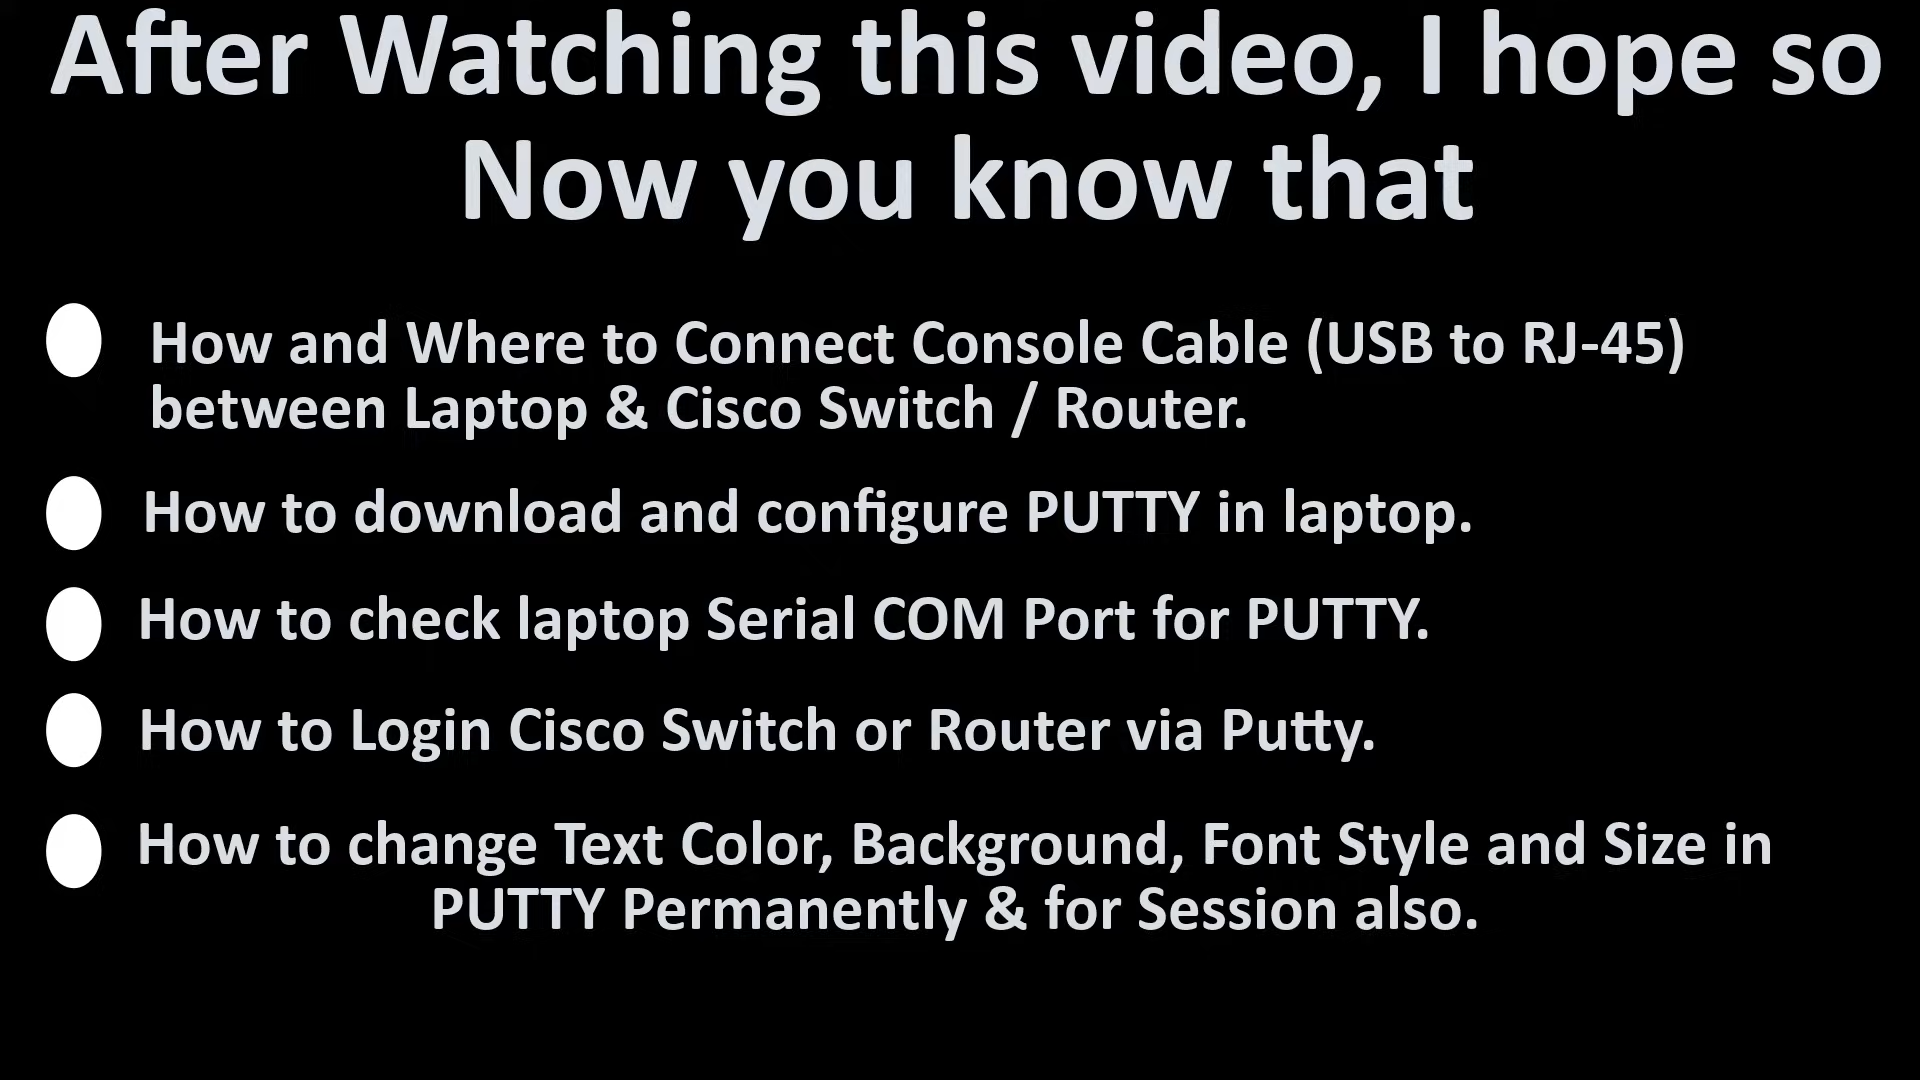 After Watching this video, I hope so
Now you know that
How and Where to Connect Console Cable (USB to RJ-45)
between Laptop & Cisco Switch / Router.
How to download and configure PUTTY in laptop.
How to check laptop Serial COM Port for PUTTY.
How to Login Cisco Switch or Router via Putty.
How to change Text Color, Background, Font Style and Size in
PUTTY Permanently & for Session also.